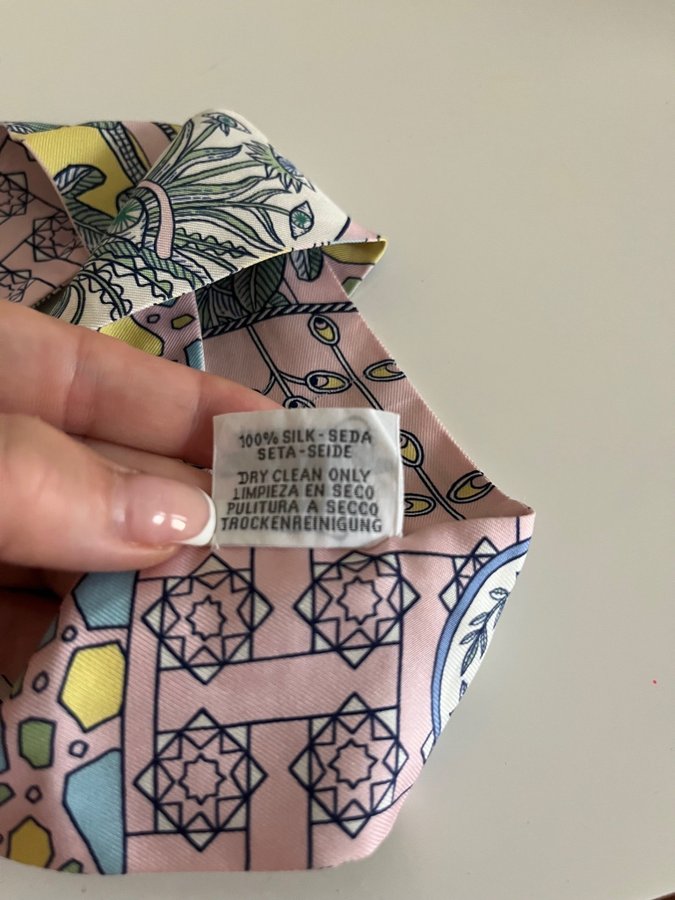 100% SILK - SEDA
SETA - SEIDE
DRY CLEAN ONLY
LIMPIEZA EN SECO
PULITURA A SECCO
TROCKENREINIGUNG